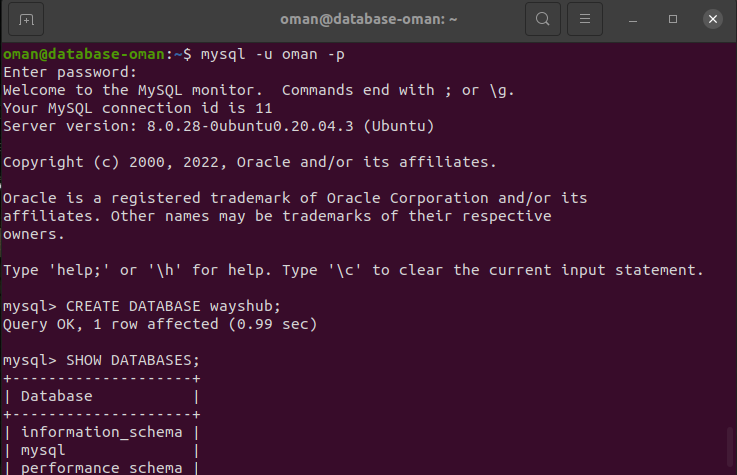 oman@database-oman: ~
oman@database-oman:~$ mysql -u oman -p
Enter password:
Welcome to the MySQL monitor.  Commands end with ; or \g.
Your MySQL connection id is 11
Server version: 8.0.28-0ubuntu0.20.04.3 (Ubuntu)

Copyright (c) 2000, 2022, Oracle and/or its affiliates.

Oracle is a registered trademark of Oracle Corporation and/or its
affiliates. Other names may be trademarks of their respective
owners.

Type 'help;' or '\h' for help. Type '\c' to clear the current input statement.

mysql> CREATE DATABASE wayshub;
Query OK, 1 row affected (0.99 sec)

mysql> SHOW DATABASES;
+--------------------+
| Database           |
+--------------------+
| information_schema |
| mysql              |
| performance_schema |